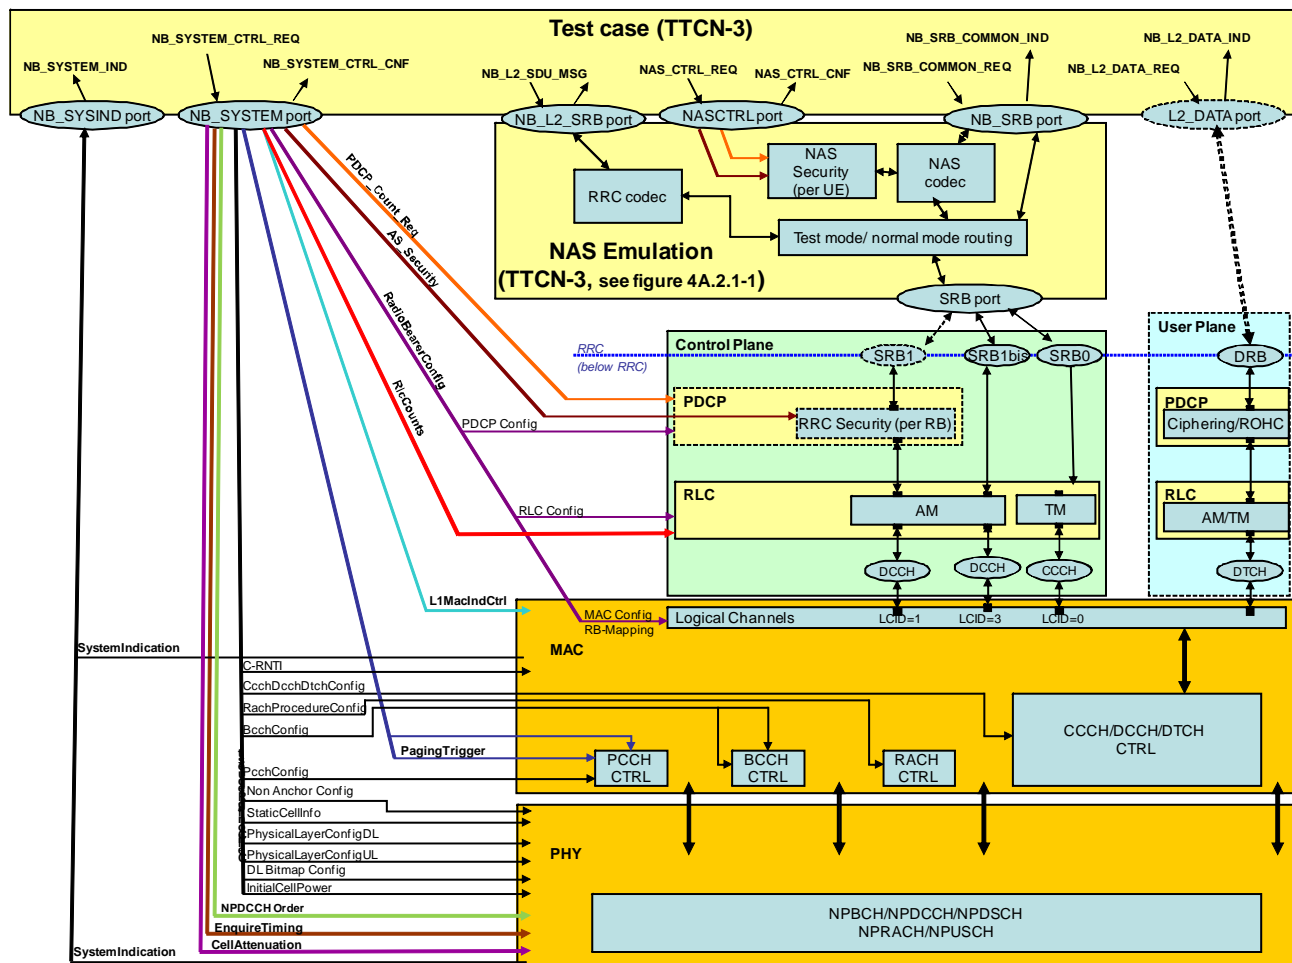 Test case (TTCN-3)
NB_SYSTEM_IND
NB_SYSTEM_CTRL_REQ
NB_SYSTEM_CTRL_CNF
NB_L2_SDU_MSG
NAS_CTRL_REQ
NAS_CTRL_CNF
NB_SRB_COMMON_IND
NB_SRB_COMMON_REQ
NB_L2_DATA_IND
NB_L2_DATA_REQ
NB_SYSIND port
NB_SYSTEM port
NB_L2_SRB port
NASCTRL port
NB_SRB port
L2_DATA port
NAS
Security
(per UE)
NAS
codec
RRC codec
Test mode/ normal mode routing
NAS Emulation
(TTCN-3, see figure 4A.2.1-1)
SRB port
PDCP_Count_Req
AS_Security
RadioBearerConfig
RlcCounts
Control Plane
User Plane
RRC
(below RRC)
SRB1
SRB1bis
SRB0
DRB
PDCP
RRC Security (per RB)
PDCP
Ciphering/ROHC
PDCP Config
RLC
AM
TM
RLC
AM/TM
RLC Config
DCCH
DCCH
CCCH
DTCH
L1MacIndCtrl
MAC Config
RB-Mapping
Logical Channels
LCID=1
LCID=3
LCID=0
MAC
SystemIndication
C-RNTI
CcchDcchDtchConfig
RachProcedureConfig
BcchConfig
PagingTrigger
PcchConfig
PCCH
CTRL
BCCH
CTRL
RACH
CTRL
CCCH/DCCH/DTCH
CTRL
Non Anchor Config
StaticCellInfo
PhysicalLayerConfigDL
PhysicalLayerConfigUL
DL Bitmap Config
InitialCellPower
PHY
NPDCCH Order
EnquireTiming
CellAttenuation
SystemIndication
NPBCH/NPDCCH/NPDSCH
NPRACH/NPUSCH